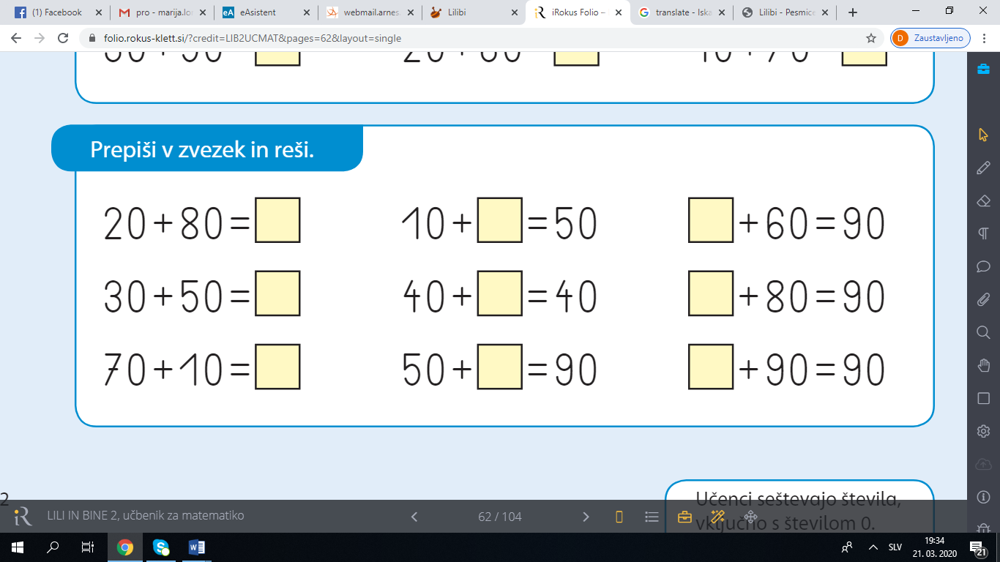 (1) Facebook
pro - marija.lo
eAsistent
webmail.arnes.
Lilibi
iRokus Folio –
translate - Iska
Lilibi - Pesmice
folio.rokus-klett.si/?credit=LIB2UCMAT&pages=62&layout=single
D Zaustavljeno
Prepiši v zvezek in reši.
20+80= 10+ =50 +60=90
30+50= 40+ =40 +80=90
70+10= 50+ =90 +90=90
Učenci seštevajo števila,
vključno s številom 0.
2
iR LILI IN BINE 2, učbenik za matematiko
62 / 104
SLV
19:34
21. 03. 2020
21